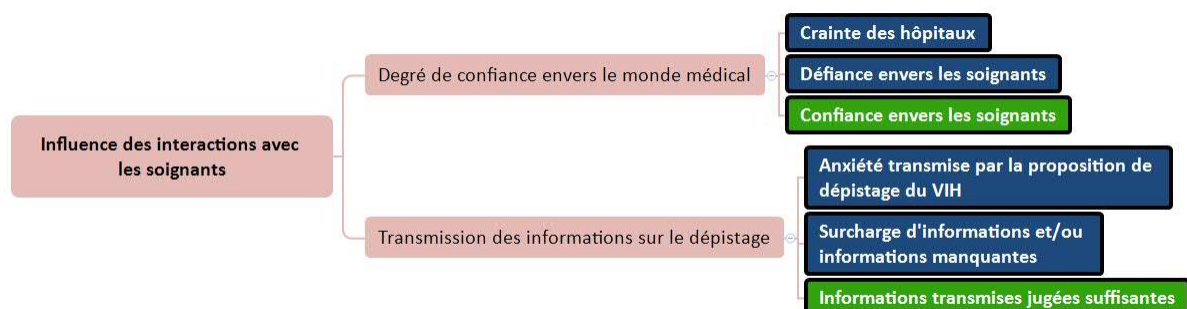 Influence des interactions avec
les soignants
Degré de confiance envers le monde médical
Crainte des hôpitaux
Défiance envers les soignants
Confiance envers les soignants
Transmission des informations sur le dépistage
Anxiété transmise par la proposition de
dépistage du VIH
Surcharge d'informations et/ou
informations manquantes
Informations transmises jugées suffisantes